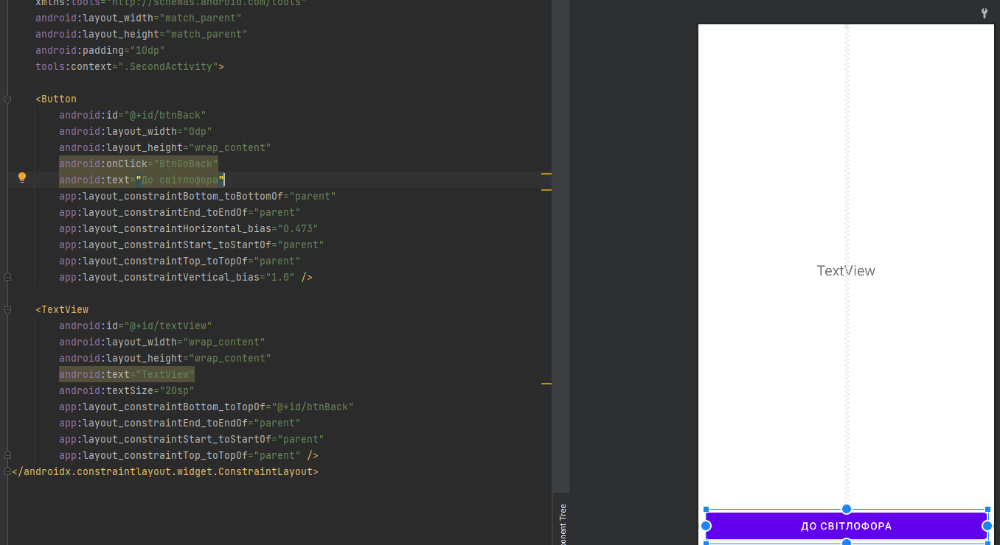 xmlns:tools="http://schemas.android.com/tools"
android:layout_width="match_parent"
android:layout_height="match_parent"
android:padding="10dp"
tools:context=".SecondActivity">
<Button
android:id="@+id/btnBack"
android:layout_width="0dp"
android:layout_height="wrap_content"
android:onClick="BtnGoBack"
android:text="До світлофора"
app:layout_constraintBottom_toBottomOf="parent"
app:layout_constraintEnd_toEndOf="parent"
app:layout_constraintHorizontal_bias="0.473"
app:layout_constraintStart_toStartOf="parent"
app:layout_constraintTop_toTopOf="parent"
app:layout_constraintVertical_bias="1.0" />
<TextView
android:id="@+id/textView"
android:layout_width="wrap_content"
android:layout_height="wrap_content"
android:text="TextView"
android:textSize="20sp"
app:layout_constraintBottom_toTopOf="@+id/btnBack"
app:layout_constraintEnd_toEndOf="parent"
app:layout_constraintStart_toStartOf="parent"
app:layout_constraintTop_toTopOf="parent" />
</androidx.constraintlayout.widget.ConstraintLayout>
Tree
TextView
ДО СВІТЛОФОРА